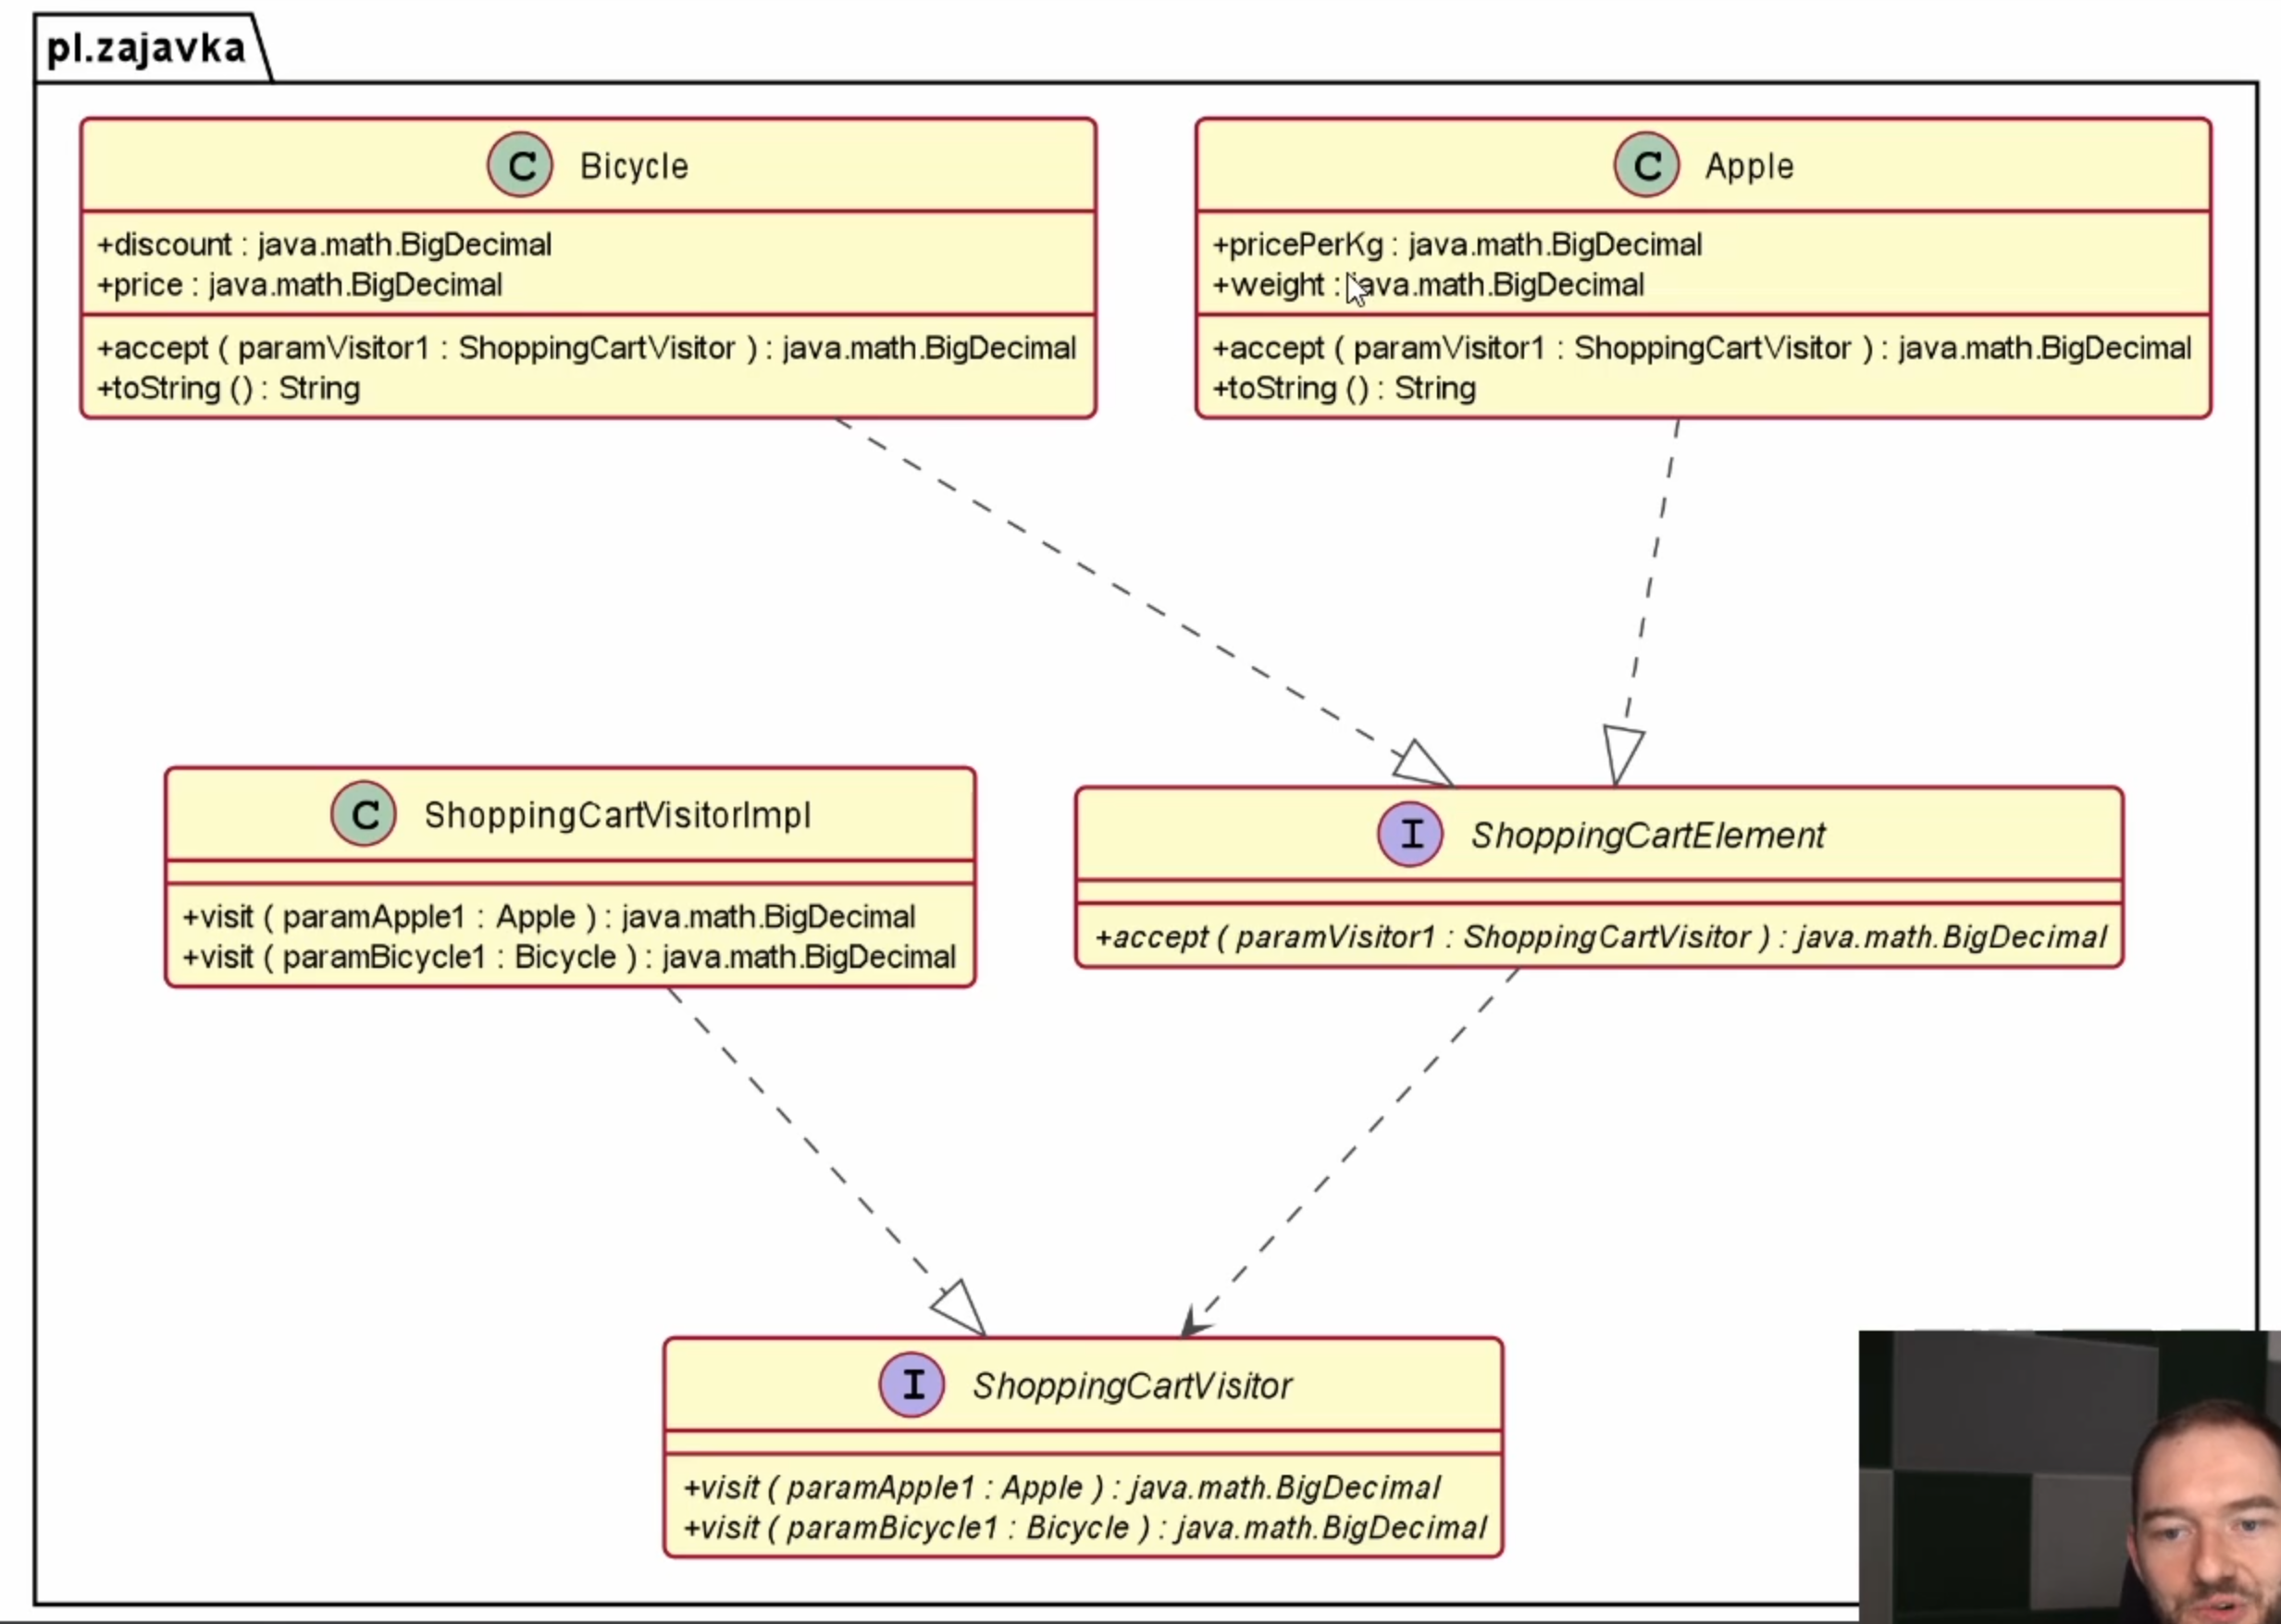 pl.zajavka
C Bicycle
+discount : java.math.BigDecimal
+price : java.math.BigDecimal
+accept ( paramVisitor1 : ShoppingCartVisitor ) : java.math.BigDecimal
+toString () : String
C Apple
+pricePerKg : java.math.BigDecimal
+weight : java.math.BigDecimal
+accept ( paramVisitor1 : ShoppingCartVisitor ) : java.math.BigDecimal
+toString () : String
C ShoppingCartVisitorImpl
+visit ( paramApple1 : Apple ) : java.math.BigDecimal
+visit ( paramBicycle1 : Bicycle ) : java.math.BigDecimal
I ShoppingCartElement
+accept ( paramVisitor1 : ShoppingCartVisitor ) : java.math.BigDecimal
I ShoppingCartVisitor
+visit ( paramApple1 : Apple ) : java.math.BigDecimal
+visit ( paramBicycle1 : Bicycle ) : java.math.BigDecimal